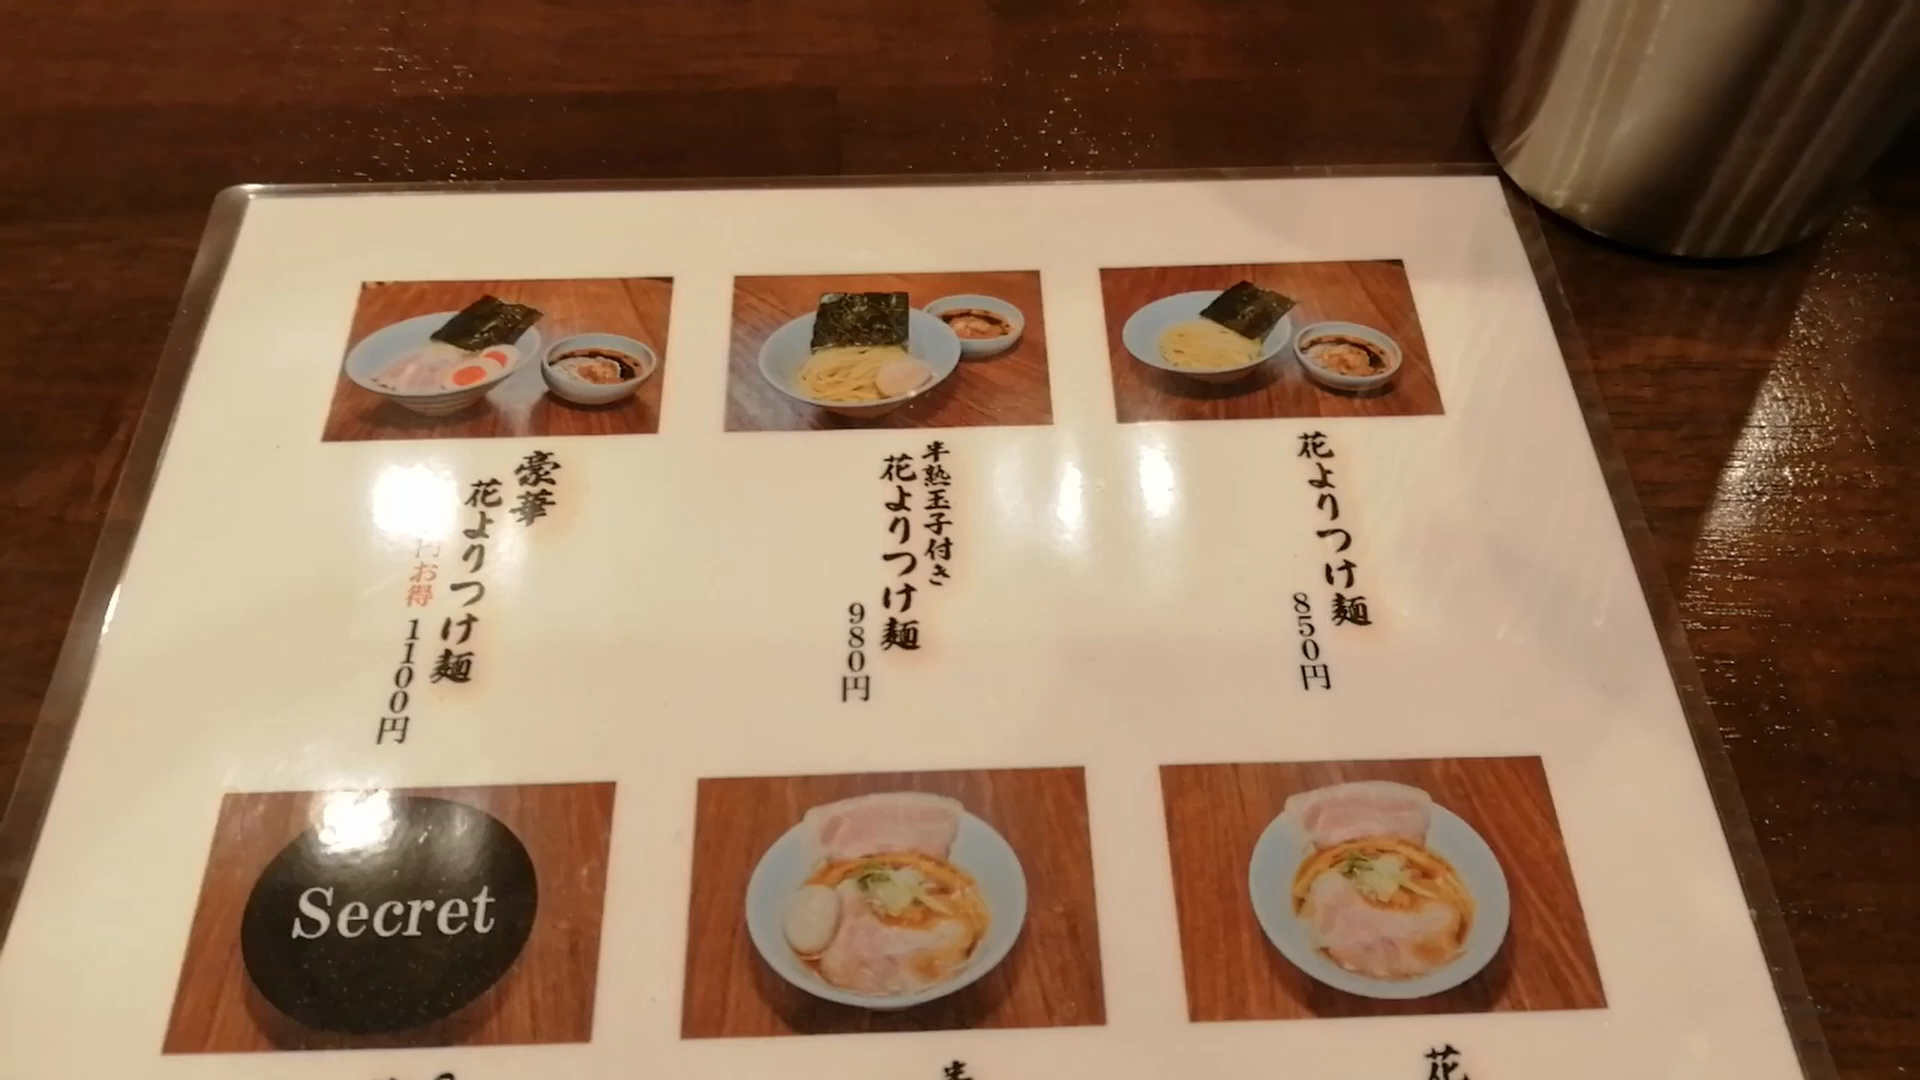 花よりつけ麺
850円
半熟玉子付き
花よりつけ麺
980円
豪華
花よりつけ麺
円お得 1100円
Secret
花
半